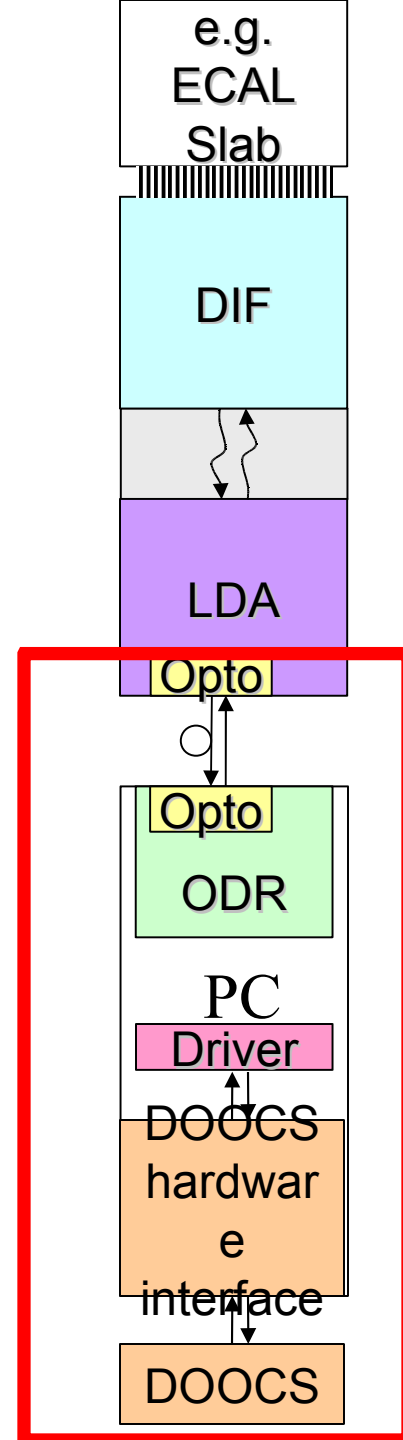 e.g.
ECAL
Slab
DIF
LDA
Opto
Opto
ODR
PC
Driver
DOOCS
hardwar
e
interface
DOOCS